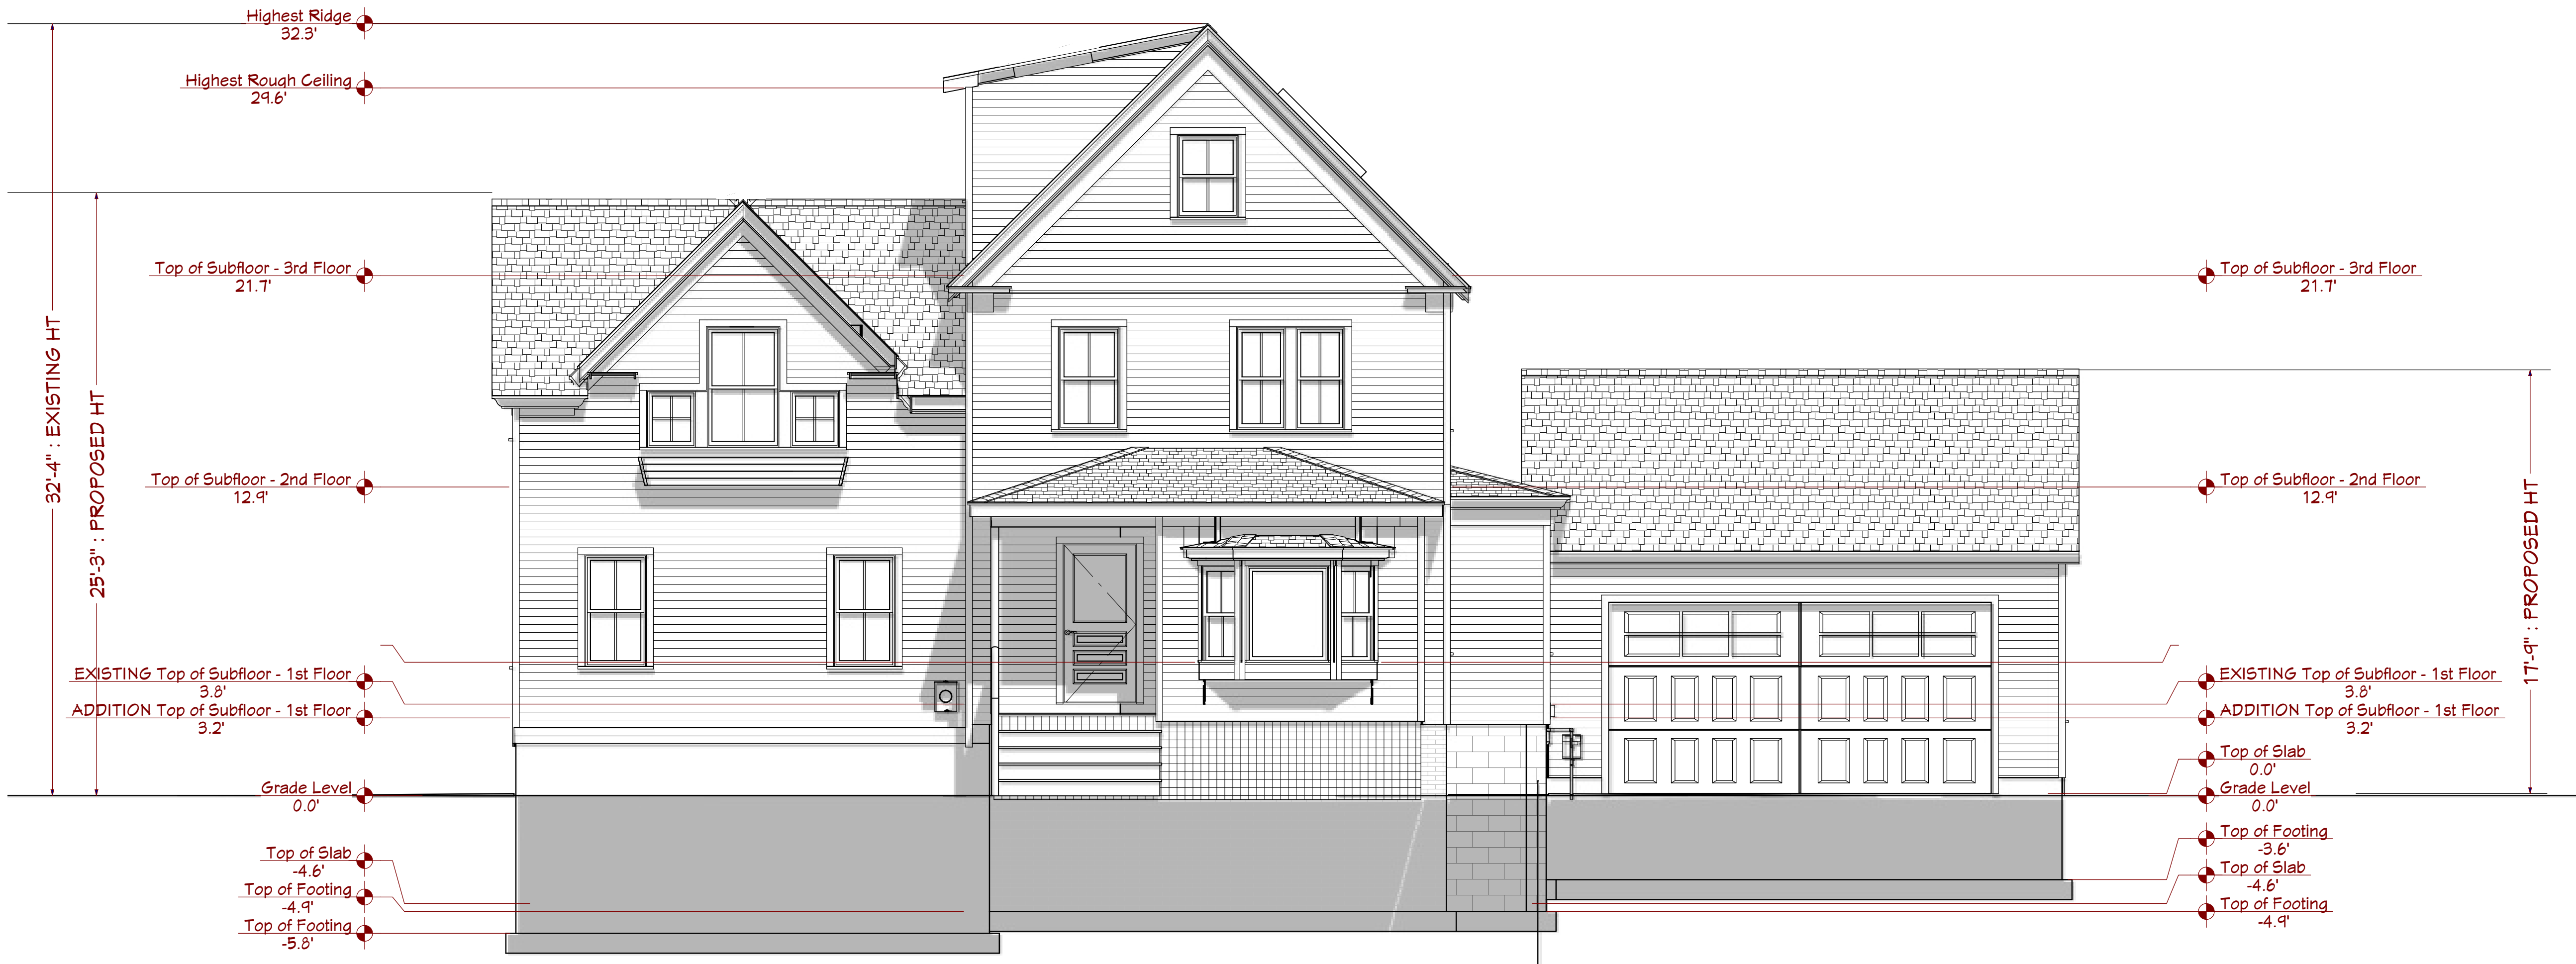 Highest Ridge
32.3'
Highest Rough Ceiling
29.6'
Top of Subfloor - 3rd Floor
21.7'
Top of Subfloor - 2nd Floor
12.9'
EXISTING Top of Subfloor - 1st Floor
3.8'
ADDITION Top of Subfloor - 1st Floor
3.2'
Grade Level
0.0'
Top of Slab
-4.6'
Top of Footing
-4.9'
Top of Footing
-5.8'
32'-4" : EXISTING HT
25'-3" : PROPOSED HT
Top of Subfloor - 3rd Floor
21.7'
Top of Subfloor - 2nd Floor
12.9'
EXISTING Top of Subfloor - 1st Floor
3.8'
ADDITION Top of Subfloor - 1st Floor
3.2'
Top of Slab
0.0'
Grade Level
0.0'
Top of Footing
-3.6'
Top of Slab
-4.6'
Top of Footing
-4.9'
17'-9" : PROPOSED HT